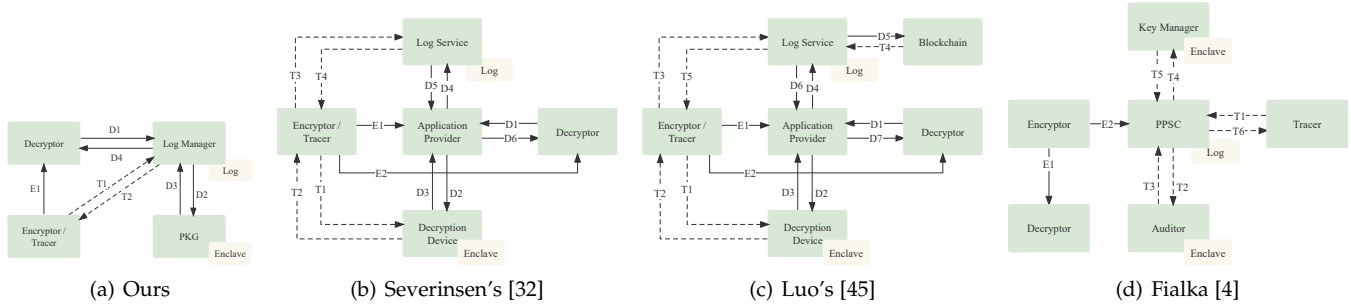 Decryptor
D1
D4
Log Manager
Log
E1
T1
T2
D3
D2
Encryptor /
Tracer
PKG
Enclave
(a) Ours
Log Service
Log
T3
T4
D5
D4
Encryptor /
Tracer
E1
Application
Provider
D1
D6
Decryptor
E2
T2
T1
D3
D2
Decryption
Device
Enclave
(b) Severinsen's [32]
Log Service
D5
T4
Blockchain
Log
T3
T5
D6
D4
Encryptor /
Tracer
E1
Application
Provider
D1
D7
Decryptor
E2
T2
T1
D3
D2
Decryption
Device
Enclave
(c) Luo's [45]
Key Manager
Enclave
T5
T4
Encryptor
E2
PPSC
T1
T6
Tracer
Log
E1
T3
T2
Decryptor
Auditor
Enclave
(d) Fialka [4]